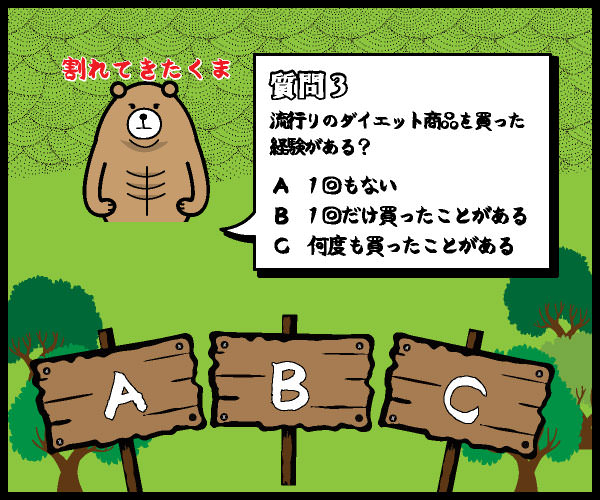 割れてきたくま
質問3
流行りのダイエット商品を買った
経験がある?
A 1回もない
B 1回だけ買ったことがある
C 何度も買ったことがある
A B C